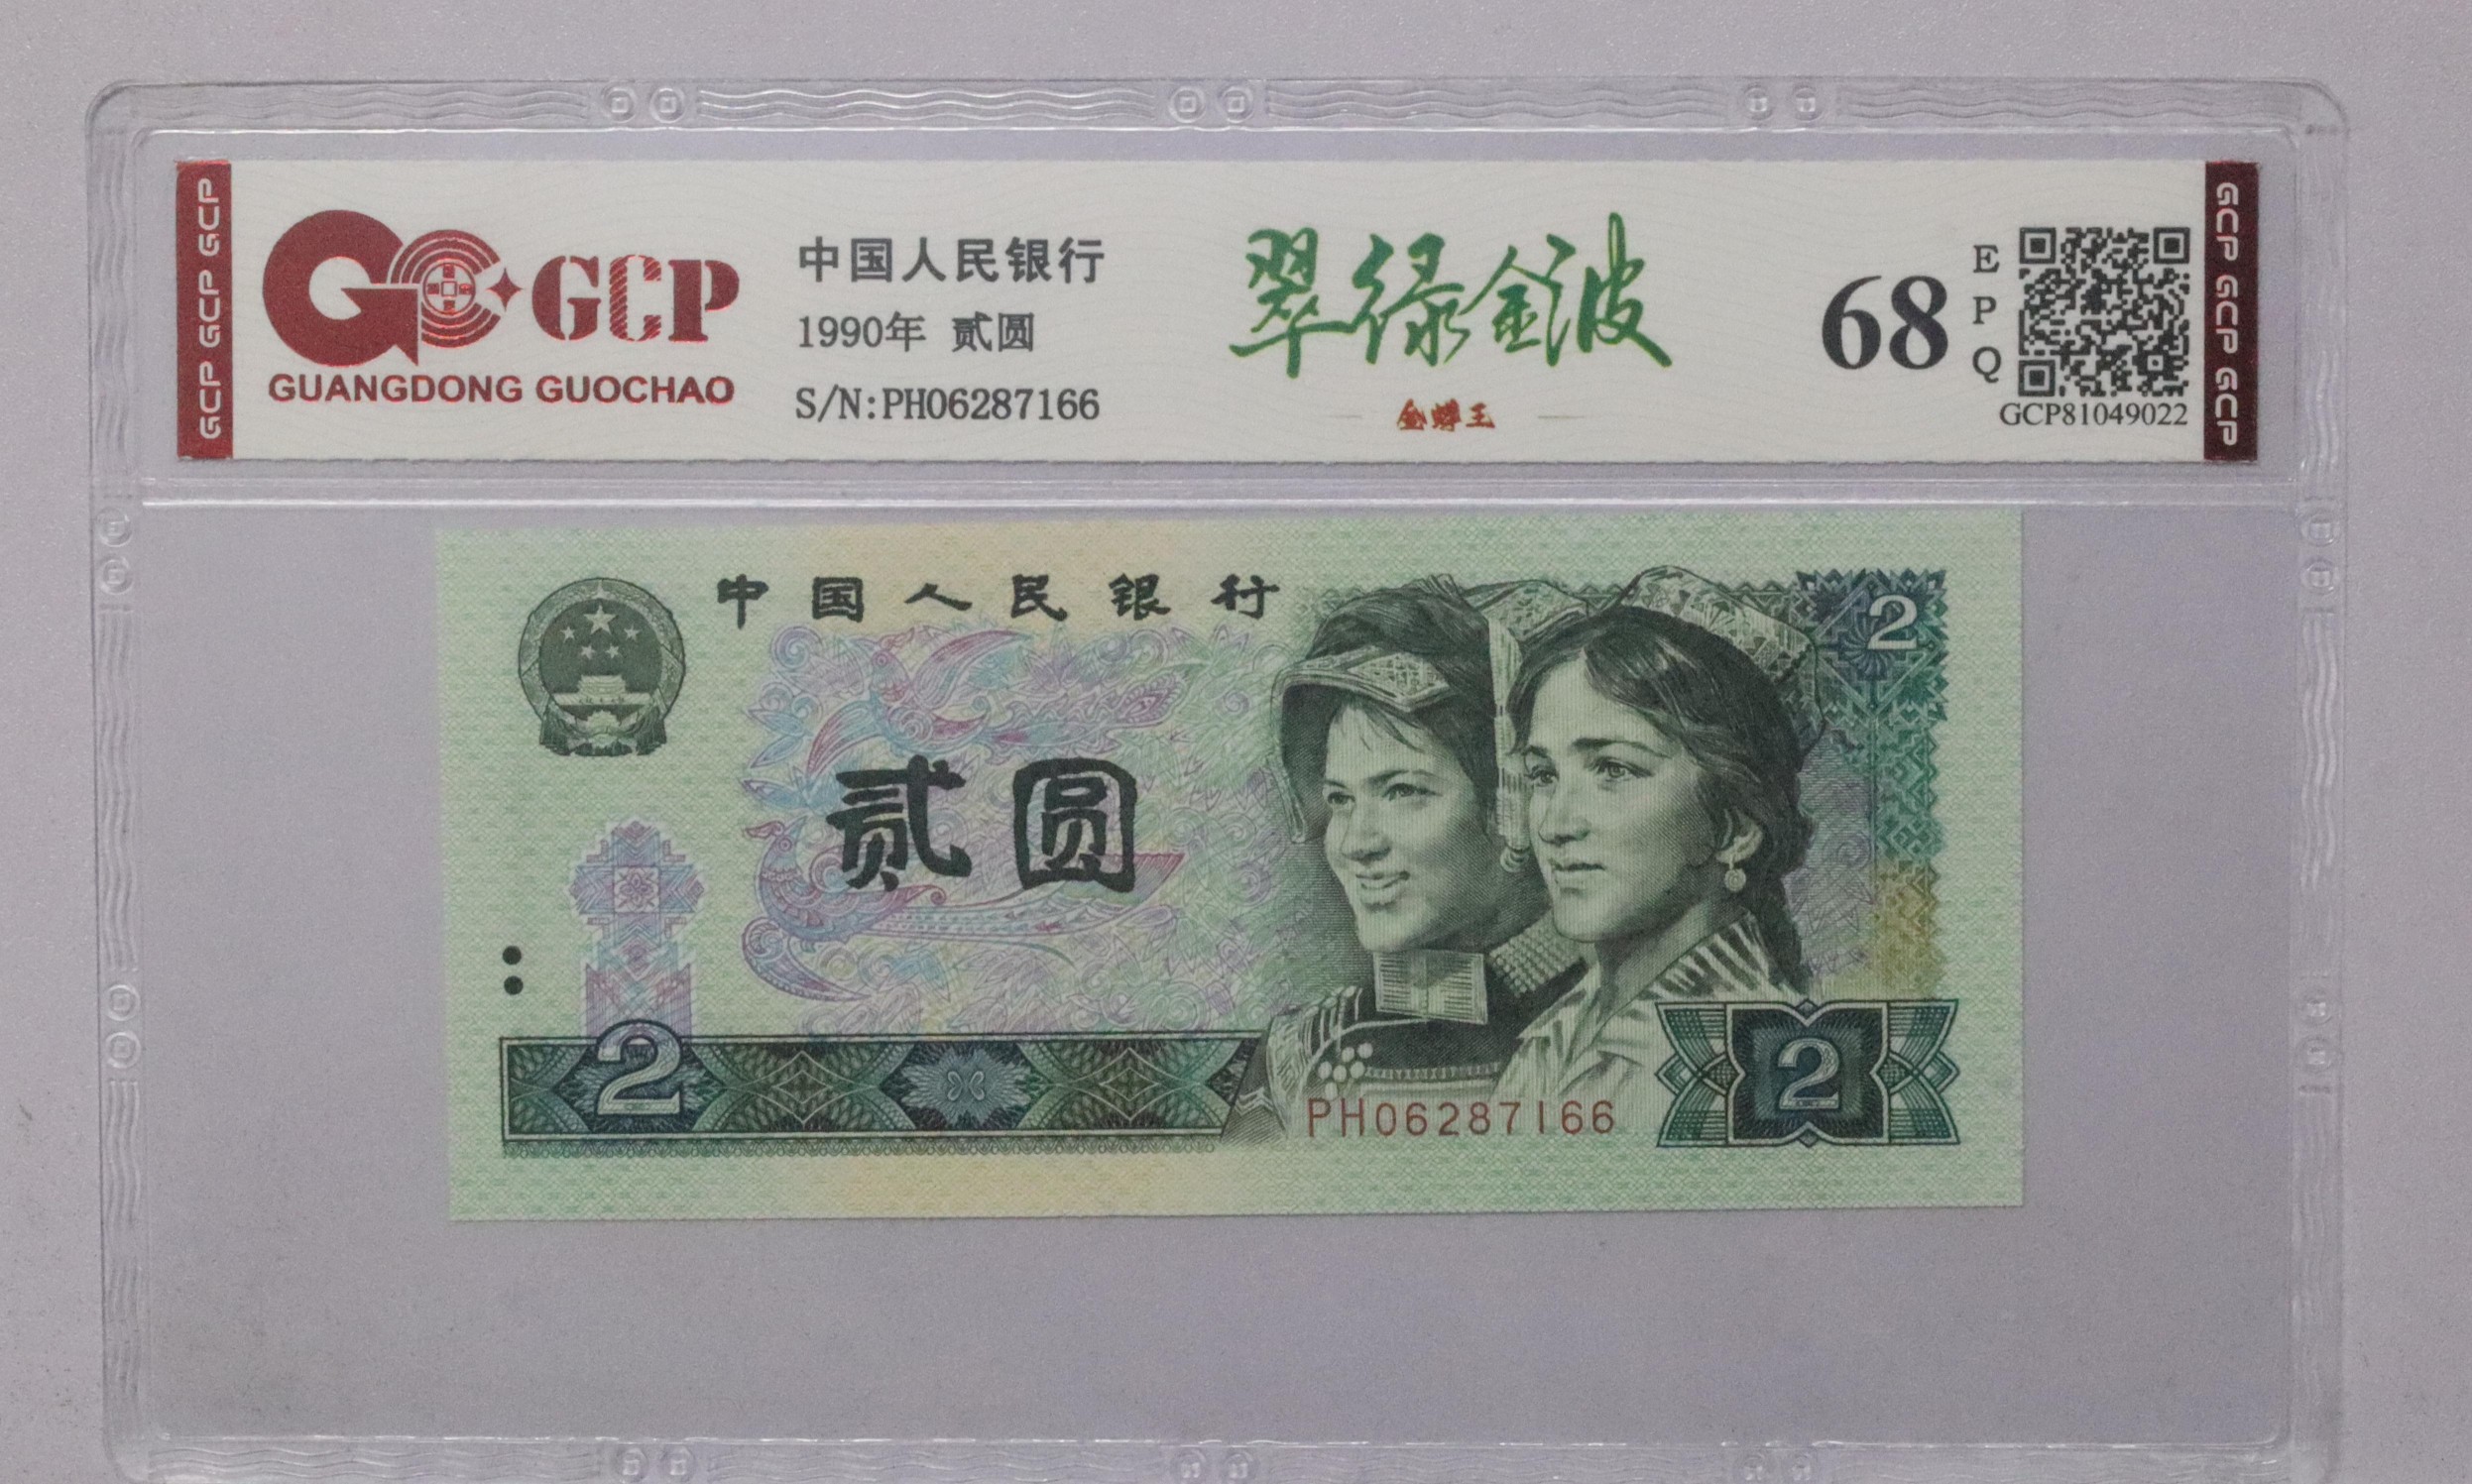 GCP GCP GCP
GCP
GUANGDONG GUOCHAO
中国人民银行
1990年 贰圆
S/N:PH06287166
翠绿金波
金蟒王
68
EPQ
GCP81049022
GCP GCP GCP
中国人民银行
2
贰圆
2
PH06287166
2